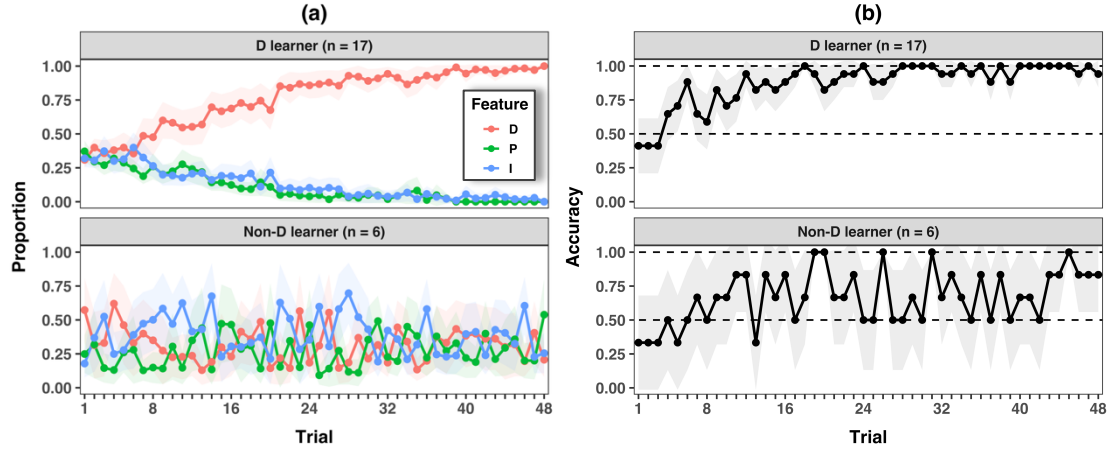 (a)
D learner (n = 17)
1.00
0.75
0.50
0.25
0.00
Feature
D
P
I
Non-D learner (n = 6)
1.00
0.75
0.50
0.25
0.00
1 8 16 24 32 40 48
Proportion
Trial
(b)
D learner (n = 17)
1.00
0.75
0.50
0.25
0.00
Non-D learner (n = 6)
1.00
0.75
0.50
0.25
0.00
1 8 16 24 32 40 48
Accuracy
Trial